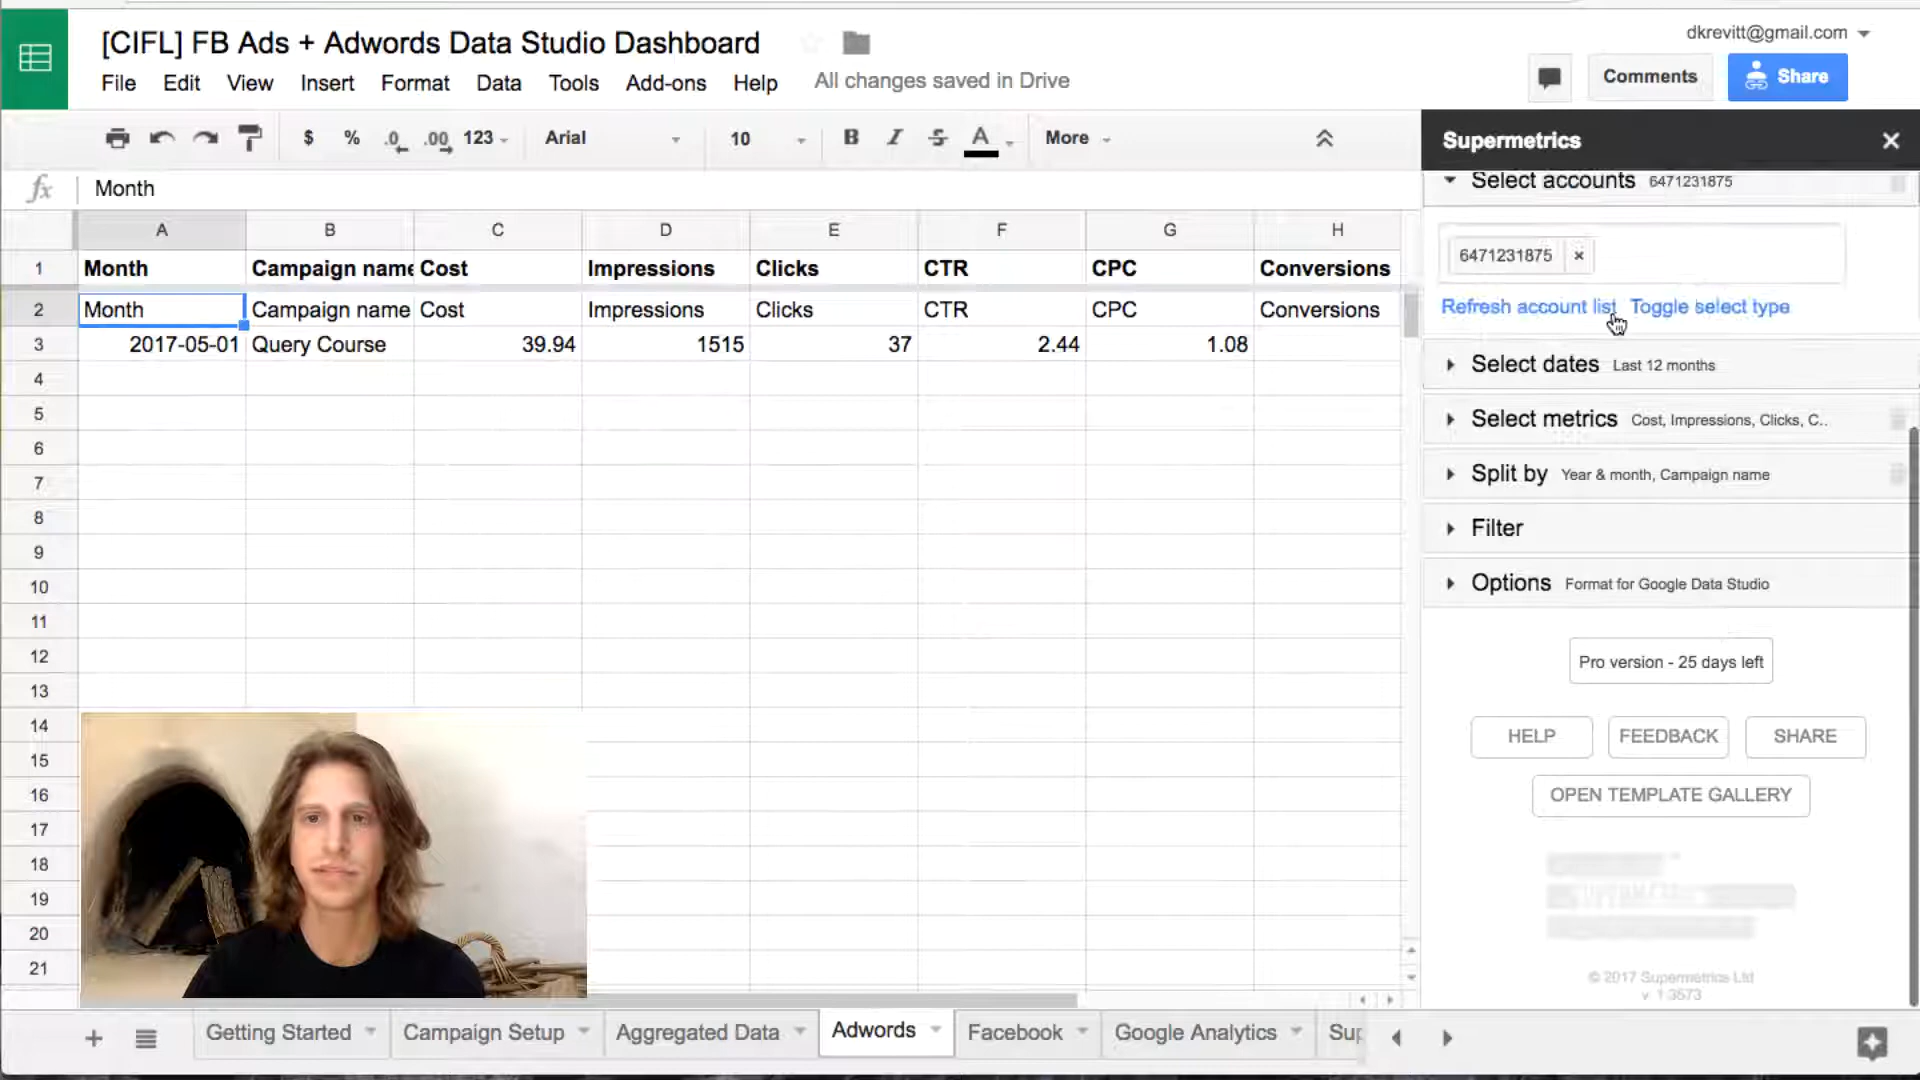 [CIFL] FB Ads + Adwords Data Studio Dashboard
dkrevitt@gmail.com
File Edit View Insert Format Data Tools Add-ons Help All changes saved in Drive
Comments Share
$ % .0 .00 123 Arial 10 B I S A More
Supermetrics
fx Month
Select accounts 6471231875
A B C D E F G H
6471231875 ×
1 Month Campaign name Cost Impressions Clicks CTR CPC Conversions
2 Month Campaign name Cost Impressions Clicks CTR CPC Conversions
Refresh account list Toggle select type
3 2017-05-01 Query Course 39.94 1515 37 2.44 1.08
Select dates Last 12 months
4
5
Select metrics Cost, Impressions, Clicks, C..
6
7
Split by Year & month, Campaign name
8
Filter
9
10
Options Format for Google Data Studio
11
12
Pro version - 25 days left
13
14
HELP FEEDBACK SHARE
15
16
OPEN TEMPLATE GALLERY
17
18
19
20
21
© 2017 Supermetrics Ltd
v. 1.3573
+ Getting Started Campaign Setup Aggregated Data Adwords Facebook Google Analytics Sup